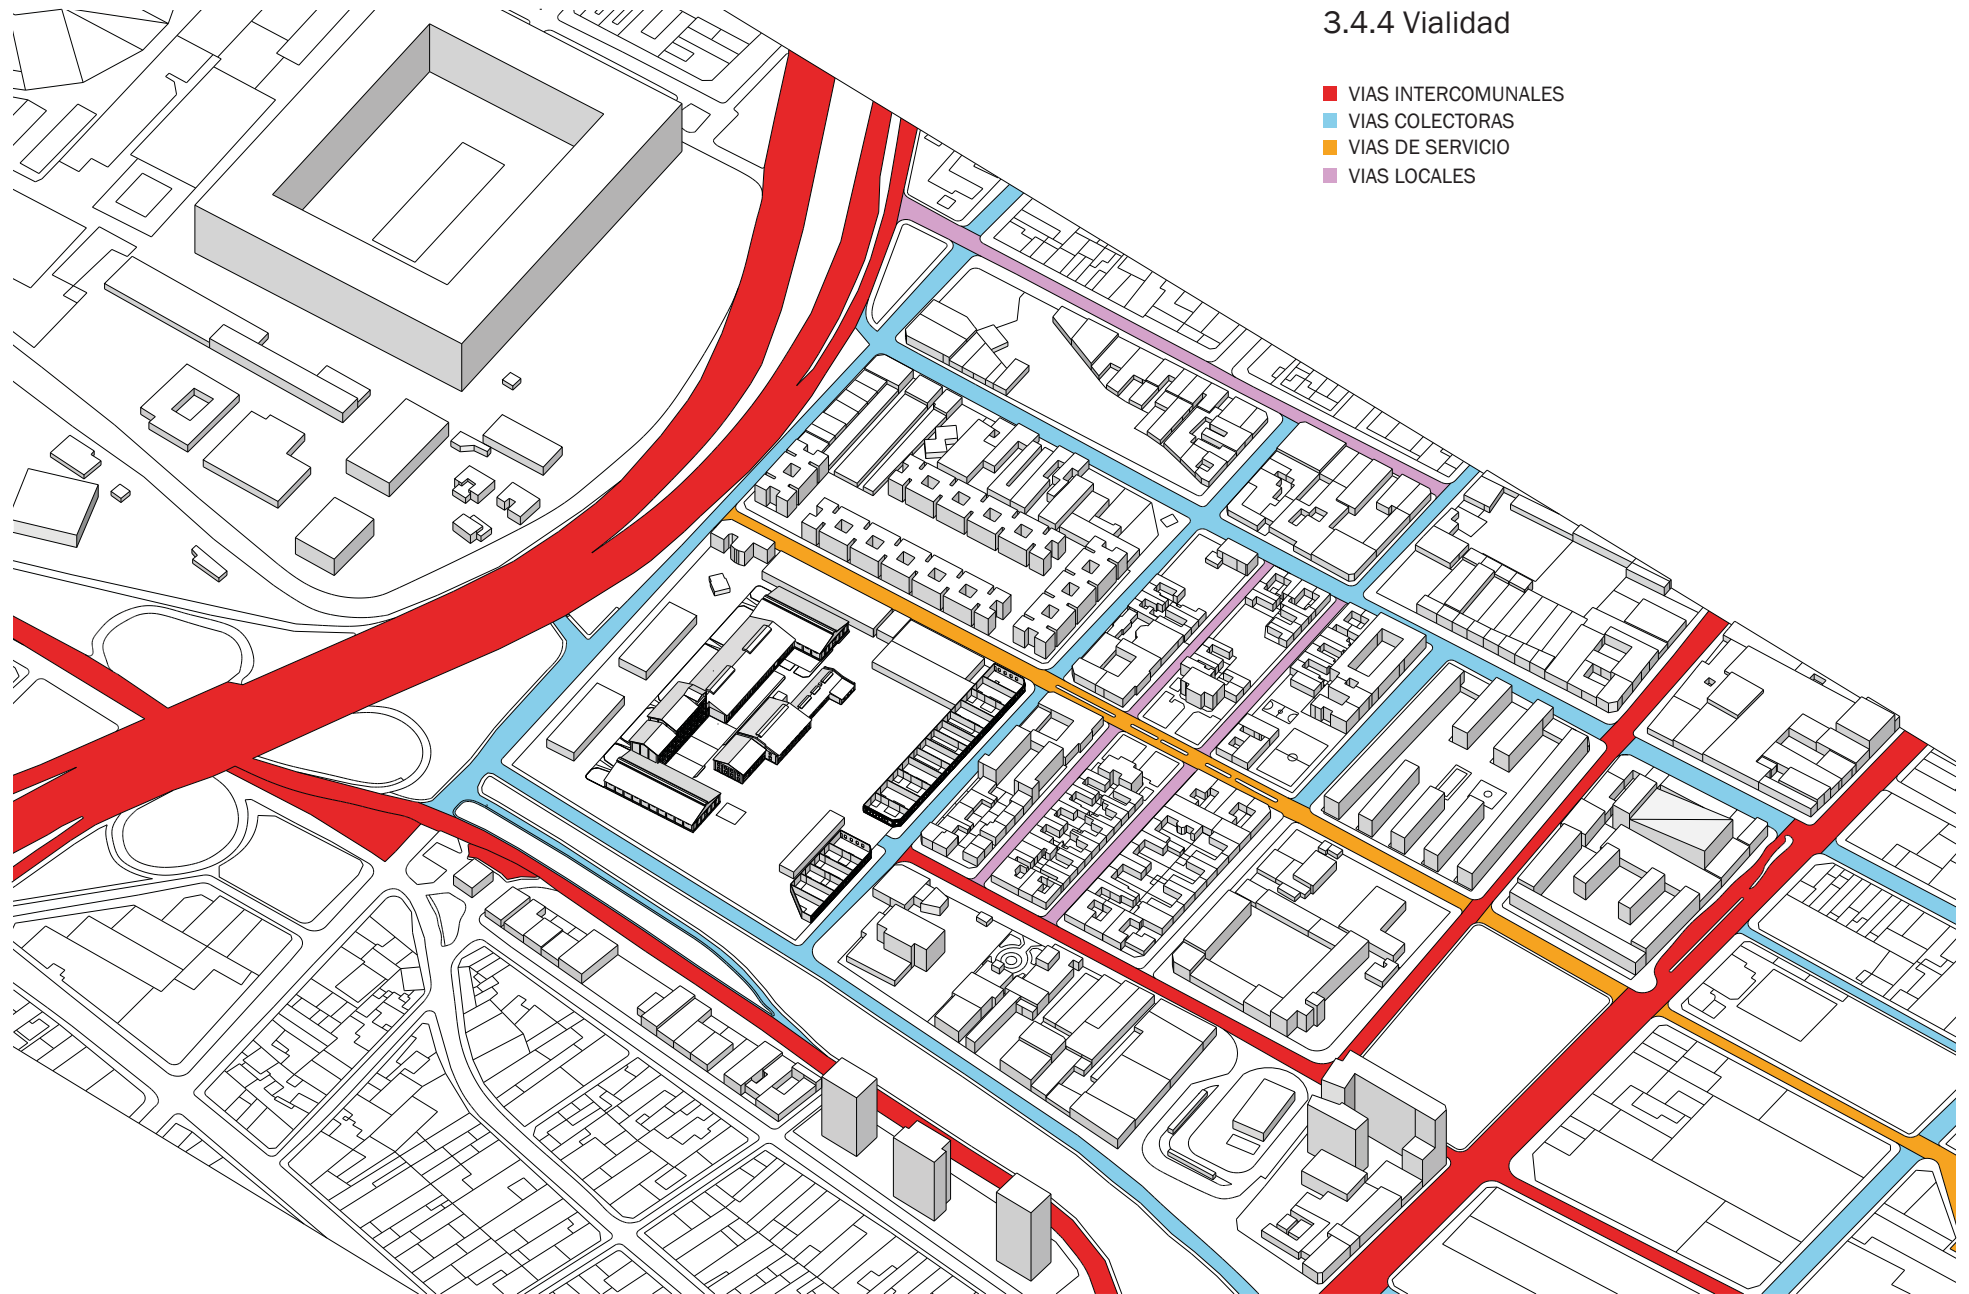 3.4.4 Vialidad
VIAS INTERCOMUNALES
VIAS COLECTORAS
VIAS DE SERVICIO
VIAS LOCALES